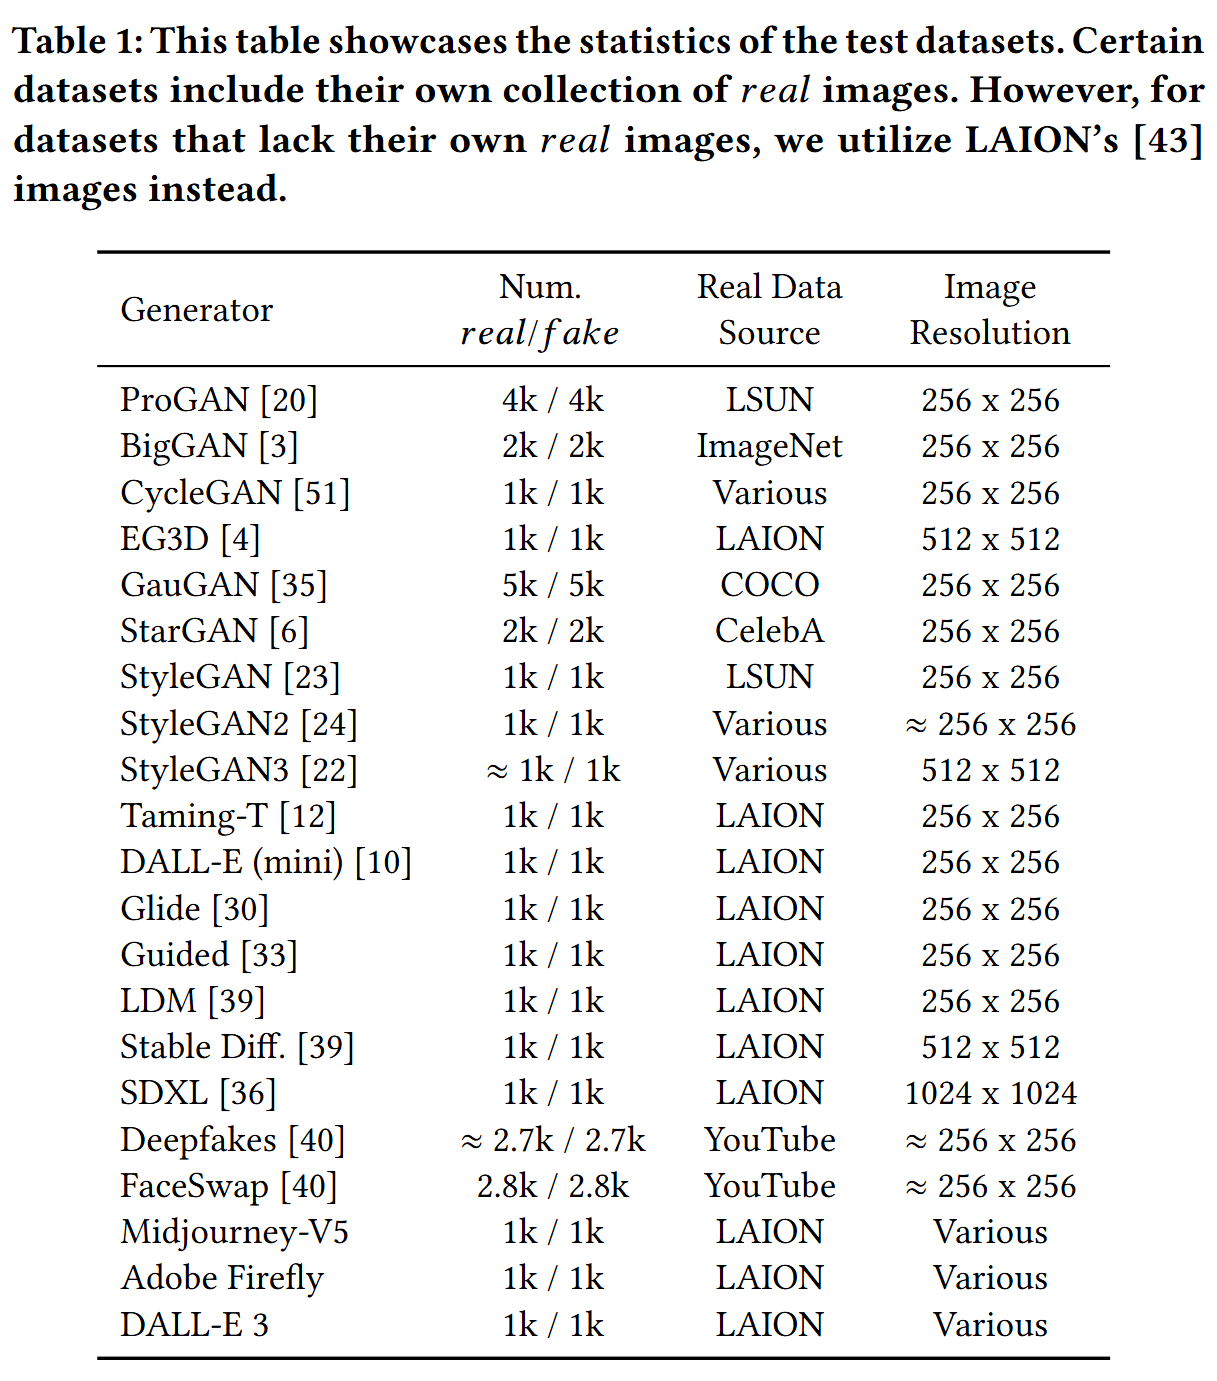 Table 1: This table showcases the statistics of the test datasets. Certain
datasets include their own collection of real images. However, for
datasets that lack their own real images, we utilize LAION's [43]
images instead.
Generator Num. real/fake Real Data Source Image Resolution
ProGAN [20] 4k / 4k LSUN 256 x 256
BigGAN [3] 2k / 2k ImageNet 256 x 256
CycleGAN [51] 1k / 1k Various 256 x 256
EG3D [4] 1k / 1k LAION 512 x 512
GauGAN [35] 5k / 5k COCO 256 x 256
StarGAN [6] 2k / 2k CelebA 256 x 256
StyleGAN [23] 1k / 1k LSUN 256 x 256
StyleGAN2 [24] 1k / 1k Various ≈ 256 x 256
StyleGAN3 [22] ≈ 1k / 1k Various 512 x 512
Taming-T [12] 1k / 1k LAION 256 x 256
DALL-E (mini) [10] 1k / 1k LAION 256 x 256
Glide [30] 1k / 1k LAION 256 x 256
Guided [33] 1k / 1k LAION 256 x 256
LDM [39] 1k / 1k LAION 256 x 256
Stable Diff. [39] 1k / 1k LAION 512 x 512
SDXL [36] 1k / 1k LAION 1024 x 1024
Deepfakes [40] ≈ 2.7k / 2.7k YouTube ≈ 256 x 256
FaceSwap [40] 2.8k / 2.8k YouTube ≈ 256 x 256
Midjourney-V5 1k / 1k LAION Various
Adobe Firefly 1k / 1k LAION Various
DALL-E 3 1k / 1k LAION Various